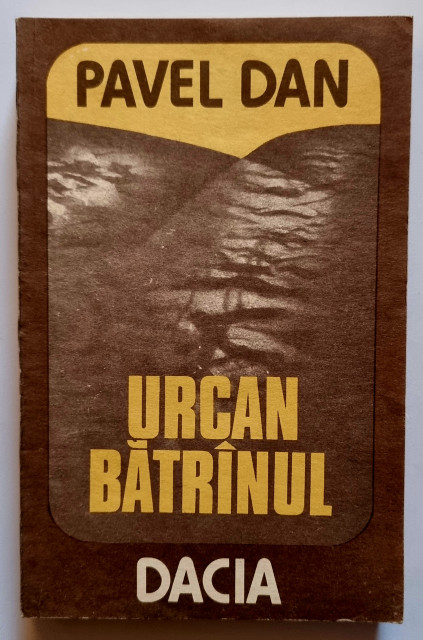 PAVEL DAN
URCAN
BĂTRÎNUL
DACIA